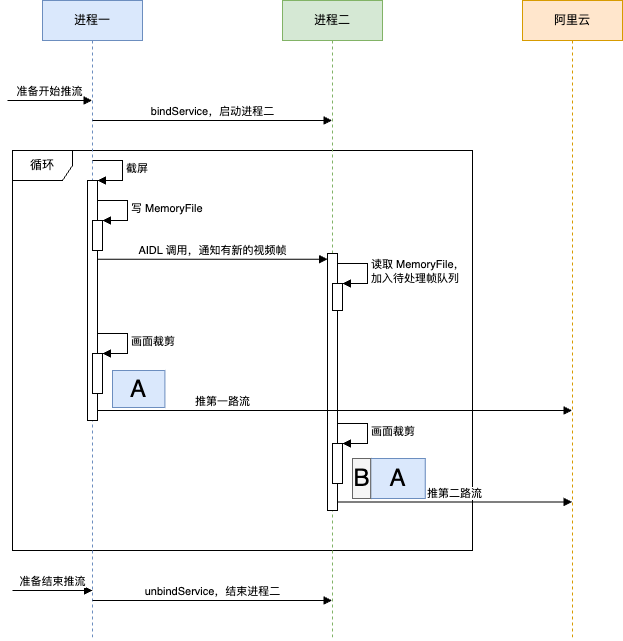 进程一
进程二
阿里云
准备开始推流
bindService，启动进程二
循环
截屏
写 MemoryFile
AIDL 调用，通知有新的视频帧
读取 MemoryFile，
加入待处理帧队列
画面裁剪
A
推第一路流
画面裁剪
B A
推第二路流
准备结束推流
unbindService，结束进程二